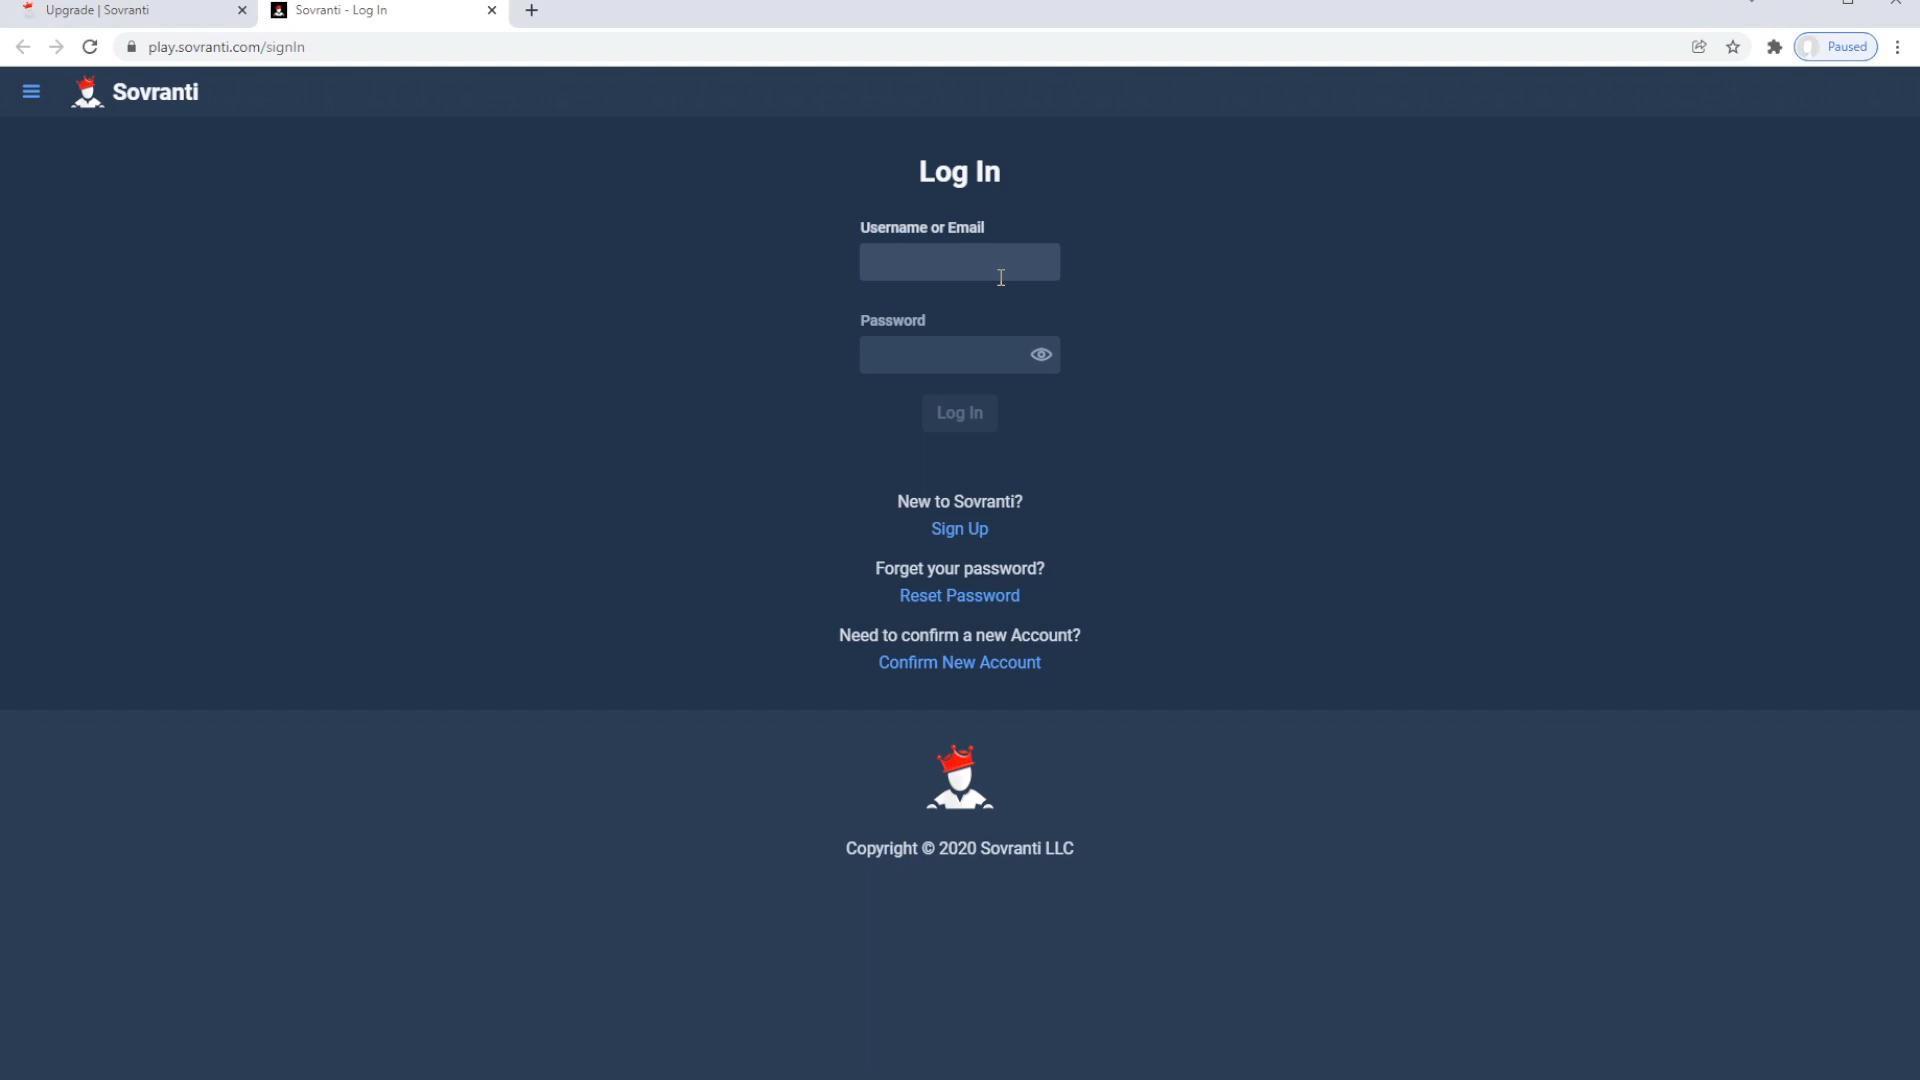 Upgrade | Sovranti
Sovranti - Log In
play.sovranti.com/signIn
Paused
Sovranti
Log In
Username or Email
Password
Log In
New to Sovranti?
Sign Up
Forget your password?
Reset Password
Need to confirm a new Account?
Confirm New Account
Copyright © 2020 Sovranti LLC